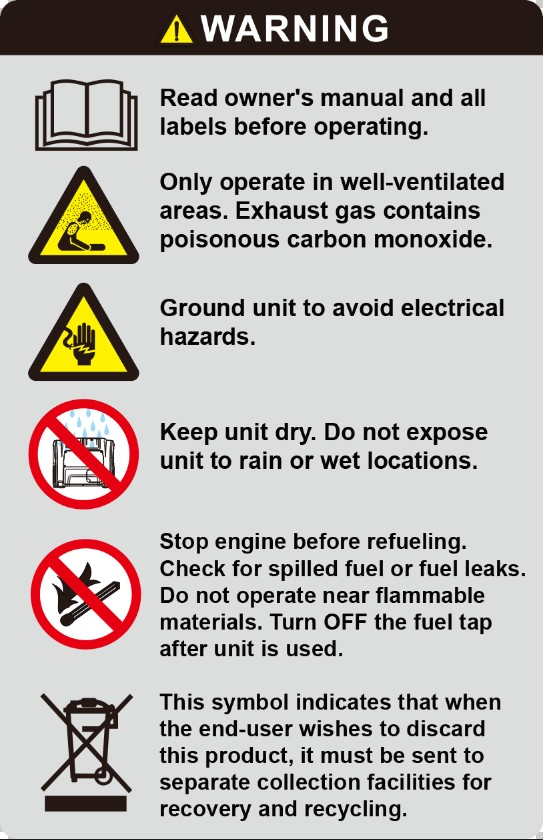 WARNING
Read owner's manual and all
labels before operating.
Only operate in well-ventilated
areas. Exhaust gas contains
poisonous carbon monoxide.
Ground unit to avoid electrical
hazards.
Keep unit dry. Do not expose
unit to rain or wet locations.
Stop engine before refueling.
Check for spilled fuel or fuel leaks.
Do not operate near flammable
materials. Turn OFF the fuel tap
after unit is used.
This symbol indicates that when
the end-user wishes to discard
this product, it must be sent to
separate collection facilities for
recovery and recycling.